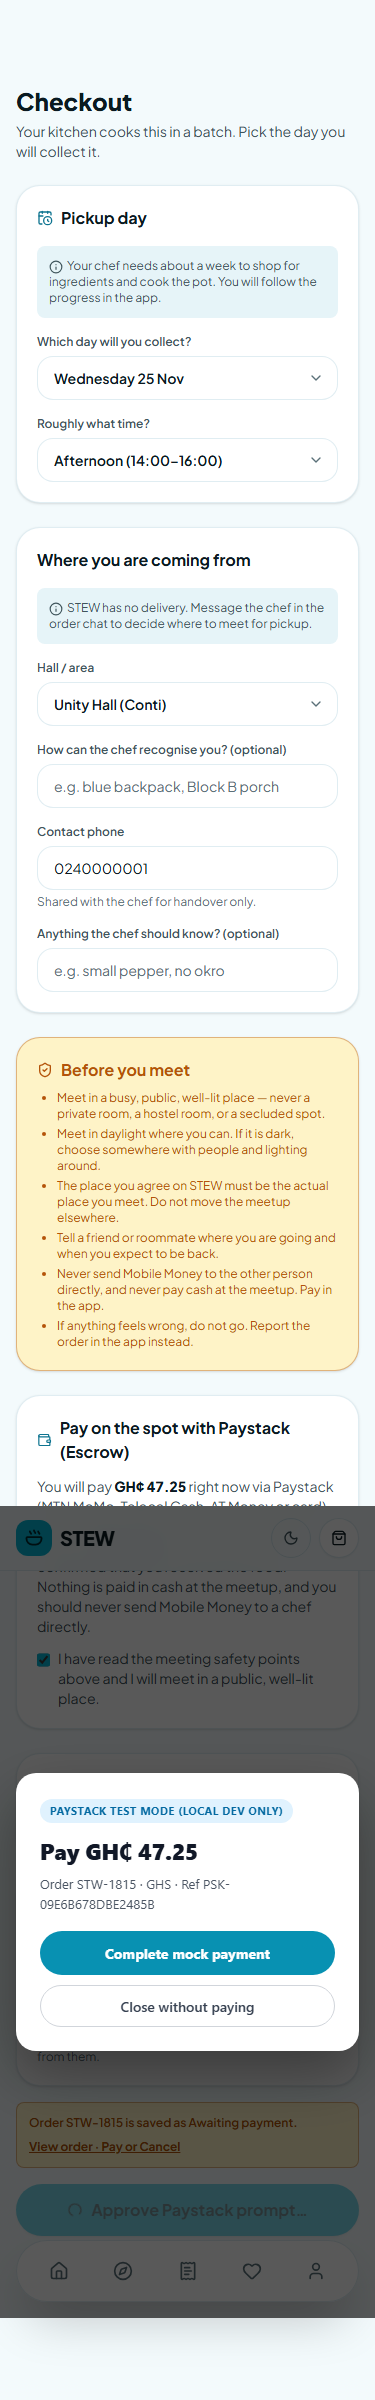 Checkout
Your kitchen cooks this in a batch. Pick the day you
will collect it.
Pickup day
Your chef needs about a week to shop for
ingredients and cook the pot. You will follow the
progress in the app.
Which day will you collect?
Wednesday 25 Nov
Roughly what time?
Afternoon (14:00–16:00)
Where you are coming from
STEW has no delivery. Message the chef in the
order chat to decide where to meet for pickup.
Hall / area
Unity Hall (Conti)
How can the chef recognise you? (optional)
e.g. blue backpack, Block B porch
Contact phone
0240000001
Shared with the chef for handover only.
Anything the chef should know? (optional)
e.g. small pepper, no okro
Before you meet
• Meet in a busy, public, well-lit place — never a
private room, a hostel room, or a secluded spot.
• Meet in daylight where you can. If it is dark,
choose somewhere with people and lighting
around.
• The place you agree on STEW must be the actual
place you meet. Do not move the meetup
elsewhere.
• Tell a friend or roommate where you are going and
when you expect to be back.
• Never send Mobile Money to the other person
directly, and never pay cash at the meetup. Pay in
the app.
• If anything feels wrong, do not go. Report the
order in the app instead.
Pay on the spot with Paystack
(Escrow)
You will pay GH₵ 47.25 right now via Paystack
(MTN MoMo, Telecel Cash, AT Money or card)
STEW
confirmed that you received the food.
Nothing is paid in cash at the meetup, and you
should never send Mobile Money to a chef
directly.
I have read the meeting safety points
above and I will meet in a public, well-lit
place.
PAYSTACK TEST MODE (LOCAL DEV ONLY)
Pay GH₵ 47.25
Order STW-1815 · GHS · Ref PSK-
09E6B678DBE2485B
Complete mock payment
Close without paying
from them.
Order STW-1815 is saved as Awaiting payment.
View order · Pay or Cancel
Approve Paystack prompt…